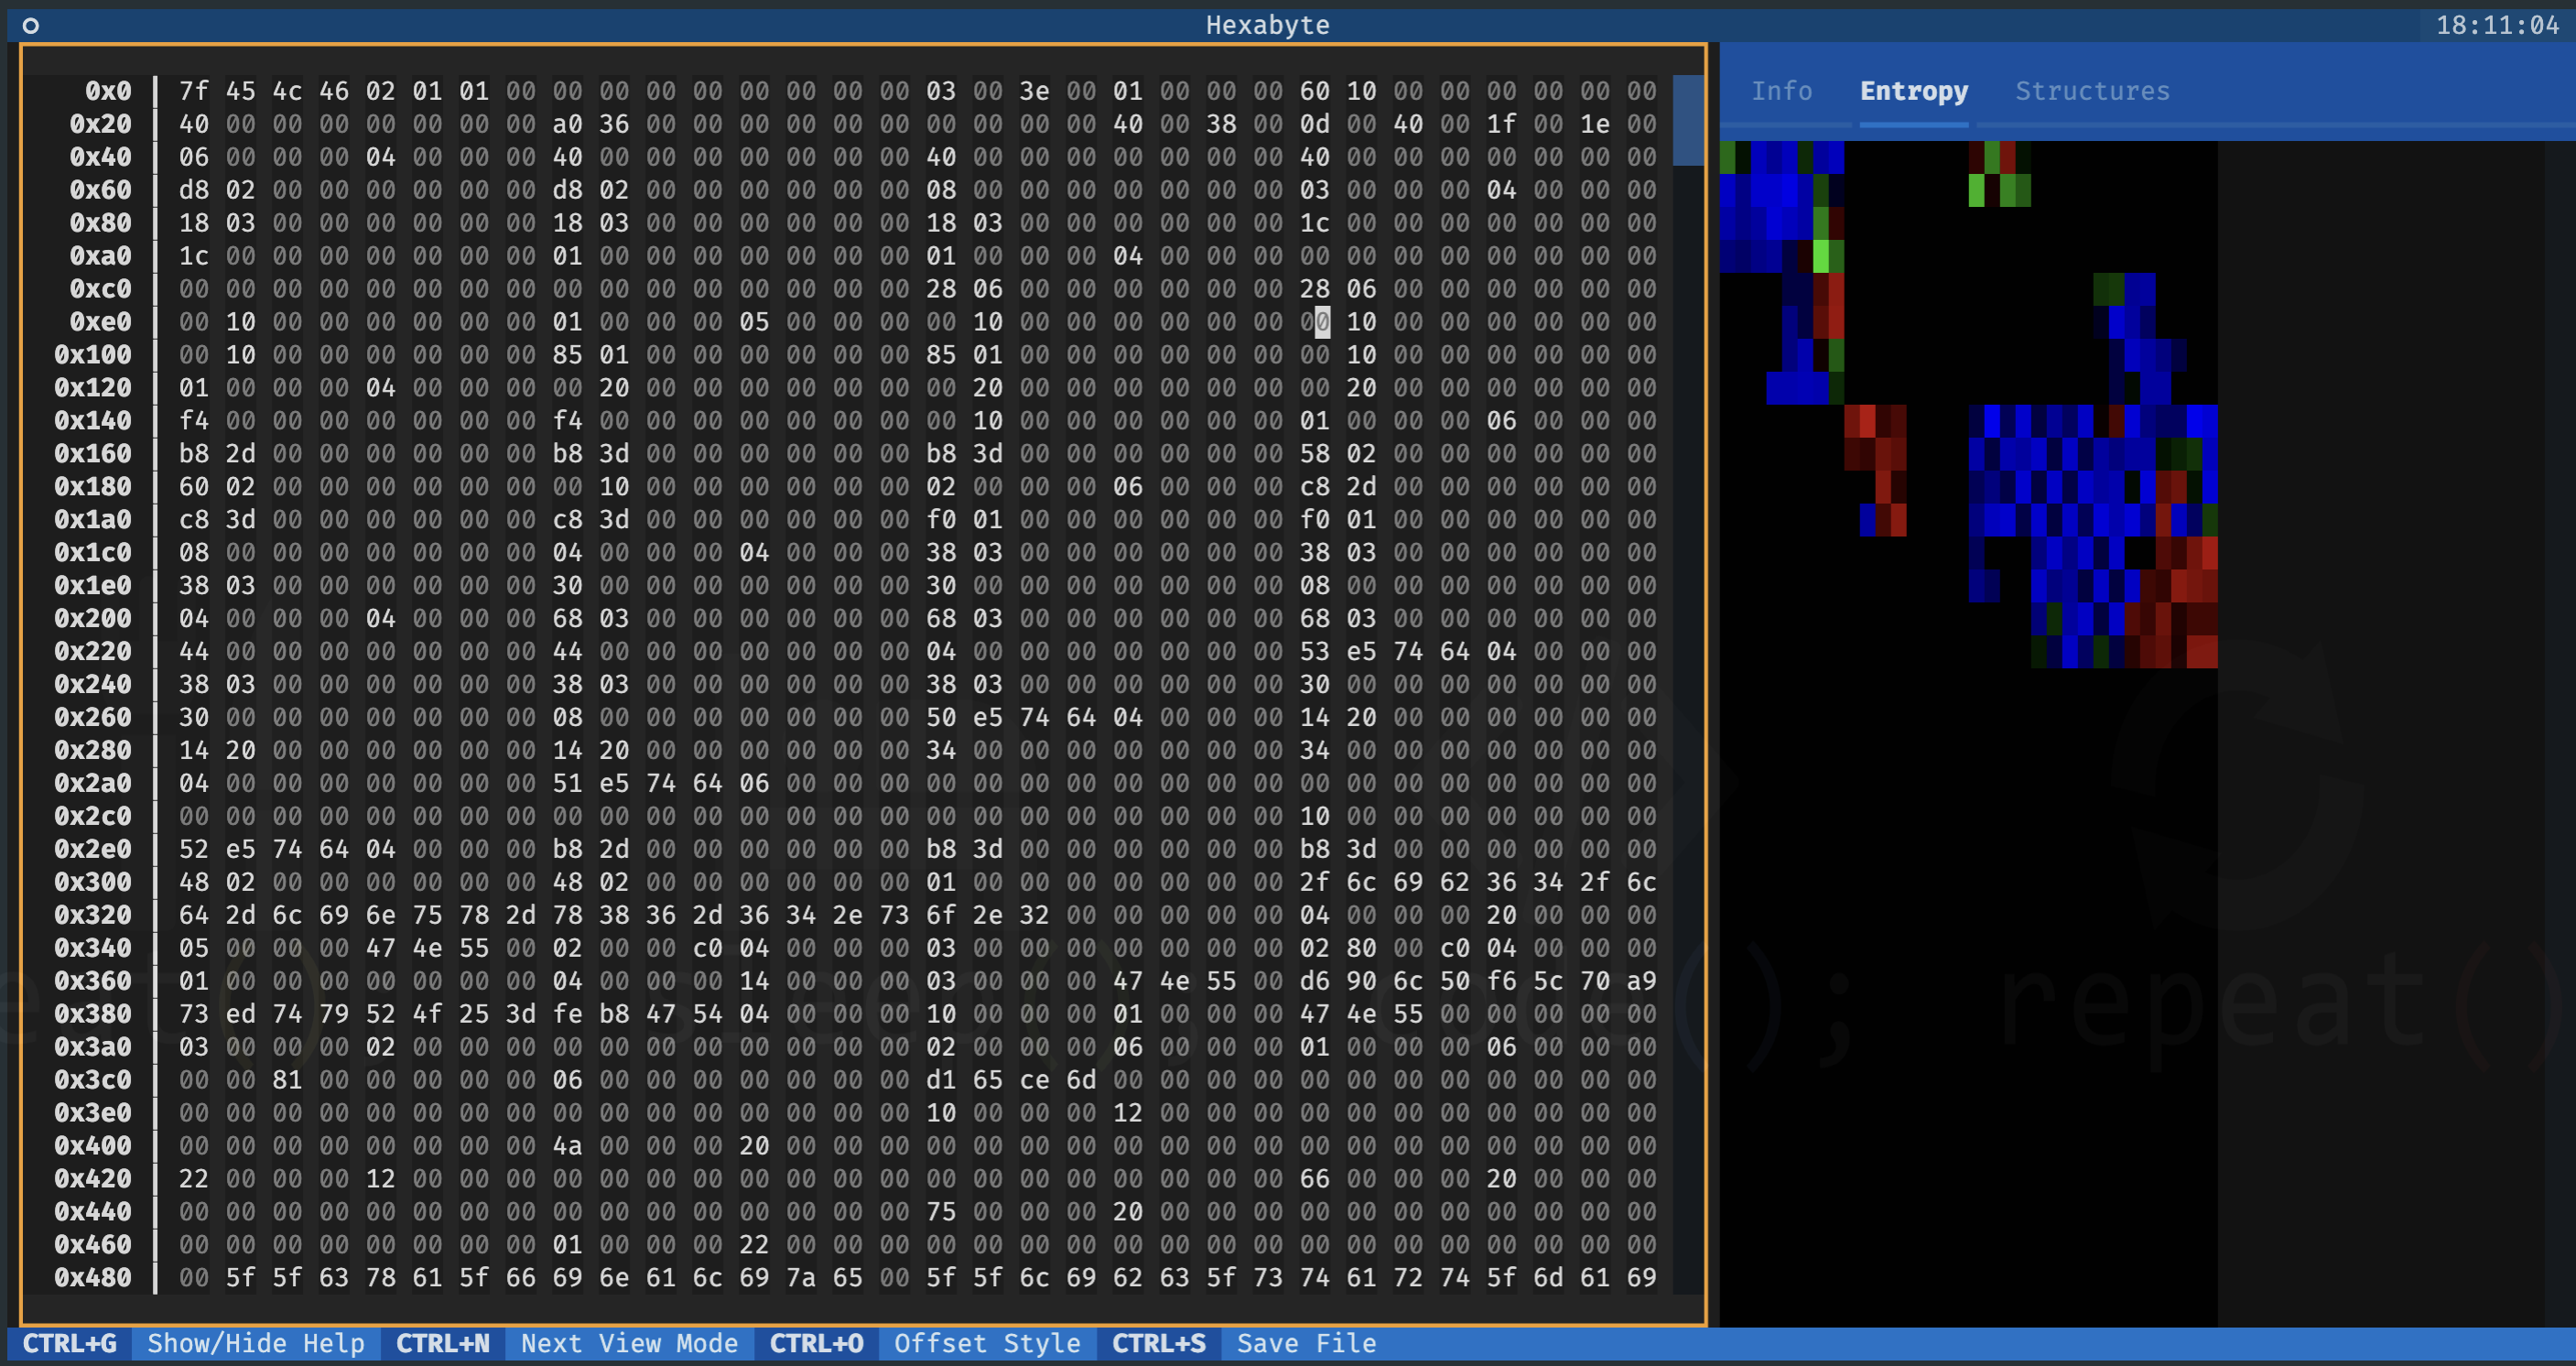 Hexabyte 18:11:04
0x0 7f 45 4c 46 02 01 01 00 00 00 00 00 00 00 00 00 03 00 3e 00 01 00 00 00 60 10 00 00 00 00 00 00
0x20 40 00 00 00 00 00 00 00 a0 36 00 00 00 00 00 00 00 00 00 00 40 00 38 00 0d 00 40 00 1f 00 1e 00
0x40 06 00 00 00 04 00 00 00 40 00 00 00 00 00 00 00 40 00 00 00 00 00 00 00 40 00 00 00 00 00 00 00
0x60 d8 02 00 00 00 00 00 00 d8 02 00 00 00 00 00 00 08 00 00 00 00 00 00 00 03 00 00 00 04 00 00 00
0x80 18 03 00 00 00 00 00 00 18 03 00 00 00 00 00 00 18 03 00 00 00 00 00 00 1c 00 00 00 00 00 00 00
0xa0 1c 00 00 00 00 00 00 00 01 00 00 00 00 00 00 00 01 00 00 00 04 00 00 00 00 00 00 00 00 00 00 00
0xc0 00 00 00 00 00 00 00 00 00 00 00 00 00 00 00 00 28 06 00 00 00 00 00 00 28 06 00 00 00 00 00 00
0xe0 00 10 00 00 00 00 00 00 01 00 00 00 05 00 00 00 00 10 00 00 00 00 00 00 00 10 00 00 00 00 00 00
0x100 00 10 00 00 00 00 00 00 85 01 00 00 00 00 00 00 85 01 00 00 00 00 00 00 00 10 00 00 00 00 00 00
0x120 01 00 00 00 04 00 00 00 00 20 00 00 00 00 00 00 00 20 00 00 00 00 00 00 00 20 00 00 00 00 00 00
0x140 f4 00 00 00 00 00 00 00 f4 00 00 00 00 00 00 00 00 10 00 00 00 00 00 00 01 00 00 00 06 00 00 00
0x160 b8 2d 00 00 00 00 00 00 b8 3d 00 00 00 00 00 00 b8 3d 00 00 00 00 00 00 58 02 00 00 00 00 00 00
0x180 60 02 00 00 00 00 00 00 00 10 00 00 00 00 00 00 02 00 00 00 06 00 00 00 c8 2d 00 00 00 00 00 00
0x1a0 c8 3d 00 00 00 00 00 00 c8 3d 00 00 00 00 00 00 f0 01 00 00 00 00 00 00 f0 01 00 00 00 00 00 00
0x1c0 08 00 00 00 00 00 00 00 04 00 00 00 04 00 00 00 38 03 00 00 00 00 00 00 38 03 00 00 00 00 00 00
0x1e0 38 03 00 00 00 00 00 00 30 00 00 00 00 00 00 00 30 00 00 00 00 00 00 00 08 00 00 00 00 00 00 00
0x200 04 00 00 00 04 00 00 00 68 03 00 00 00 00 00 00 68 03 00 00 00 00 00 00 68 03 00 00 00 00 00 00
0x220 44 00 00 00 00 00 00 00 44 00 00 00 00 00 00 00 04 00 00 00 00 00 00 00 53 e5 74 64 04 00 00 00
0x240 38 03 00 00 00 00 00 00 38 03 00 00 00 00 00 00 38 03 00 00 00 00 00 00 30 00 00 00 00 00 00 00
0x260 30 00 00 00 00 00 00 00 08 00 00 00 00 00 00 00 50 e5 74 64 04 00 00 00 14 20 00 00 00 00 00 00
0x280 14 20 00 00 00 00 00 00 14 20 00 00 00 00 00 00 34 00 00 00 00 00 00 00 34 00 00 00 00 00 00 00
0x2a0 04 00 00 00 00 00 00 00 51 e5 74 64 06 00 00 00 00 00 00 00 00 00 00 00 00 00 00 00 00 00 00 00
0x2c0 00 00 00 00 00 00 00 00 00 00 00 00 00 00 00 00 00 00 00 00 00 00 00 00 10 00 00 00 00 00 00 00
0x2e0 52 e5 74 64 04 00 00 00 b8 2d 00 00 00 00 00 00 b8 3d 00 00 00 00 00 00 b8 3d 00 00 00 00 00 00
0x300 48 02 00 00 00 00 00 00 48 02 00 00 00 00 00 00 01 00 00 00 00 00 00 00 2f 6c 69 62 36 34 2f 6c
0x320 64 2d 6c 69 6e 75 78 2d 78 38 36 2d 36 34 2e 73 6f 2e 32 00 00 00 00 00 04 00 00 00 20 00 00 00
0x340 05 00 00 00 47 4e 55 00 02 00 00 c0 04 00 00 00 03 00 00 00 00 00 00 00 02 80 00 c0 04 00 00 00
0x360 01 00 00 00 00 00 00 00 04 00 00 00 14 00 00 00 03 00 00 00 47 4e 55 00 d6 90 6c 50 f6 5c 70 a9
0x380 73 ed 74 79 52 4f 25 3d fe b8 47 54 04 00 00 00 10 00 00 00 01 00 00 00 47 4e 55 00 00 00 00 00
0x3a0 03 00 00 00 02 00 00 00 00 00 00 00 00 00 00 00 02 00 00 00 06 00 00 00 01 00 00 00 06 00 00 00
0x3c0 00 00 81 00 00 00 00 00 06 00 00 00 00 00 00 00 d1 65 ce 6d 00 00 00 00 00 00 00 00 00 00 00 00
0x3e0 00 00 00 00 00 00 00 00 00 00 00 00 00 00 00 00 10 00 00 00 12 00 00 00 00 00 00 00 00 00 00 00
0x400 00 00 00 00 00 00 00 00 4a 00 00 00 20 00 00 00 00 00 00 00 00 00 00 00 00 00 00 00 00 00 00 00
0x420 22 00 00 00 12 00 00 00 00 00 00 00 00 00 00 00 00 00 00 00 00 00 00 00 66 00 00 00 20 00 00 00
0x440 00 00 00 00 00 00 00 00 00 00 00 00 00 00 00 00 75 00 00 00 20 00 00 00 00 00 00 00 00 00 00 00
0x460 00 00 00 00 00 00 00 00 01 00 00 00 22 00 00 00 00 00 00 00 00 00 00 00 00 00 00 00 00 00 00 00
0x480 00 5f 5f 63 78 61 5f 66 69 6e 61 6c 69 7a 65 00 5f 5f 6c 69 62 63 5f 73 74 61 72 74 5f 6d 61 69
Info Entropy Structures
eat() sleep(); code(); repeat()
CTRL+G Show/Hide Help CTRL+N Next View Mode CTRL+O Offset Style CTRL+S Save File